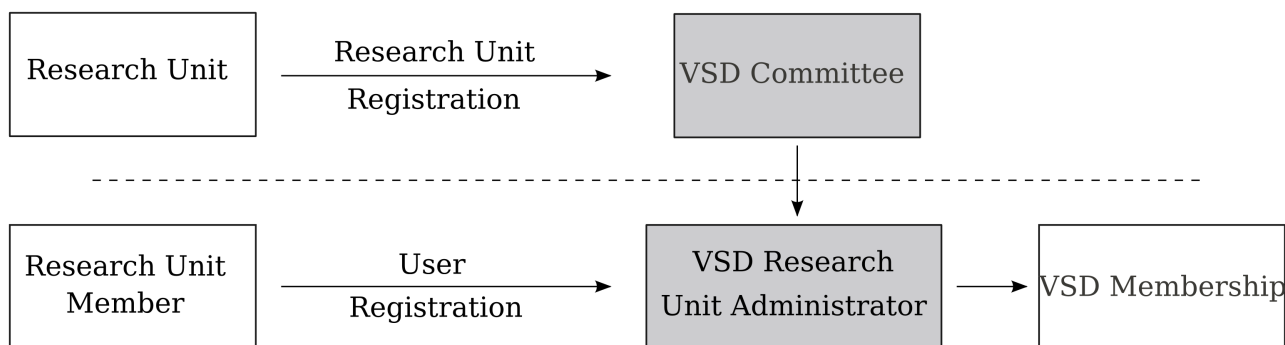 Research Unit
Research Unit
Registration
VSD Committee
Research Unit
Member
User
Registration
VSD Research
Unit Administrator
VSD Membership